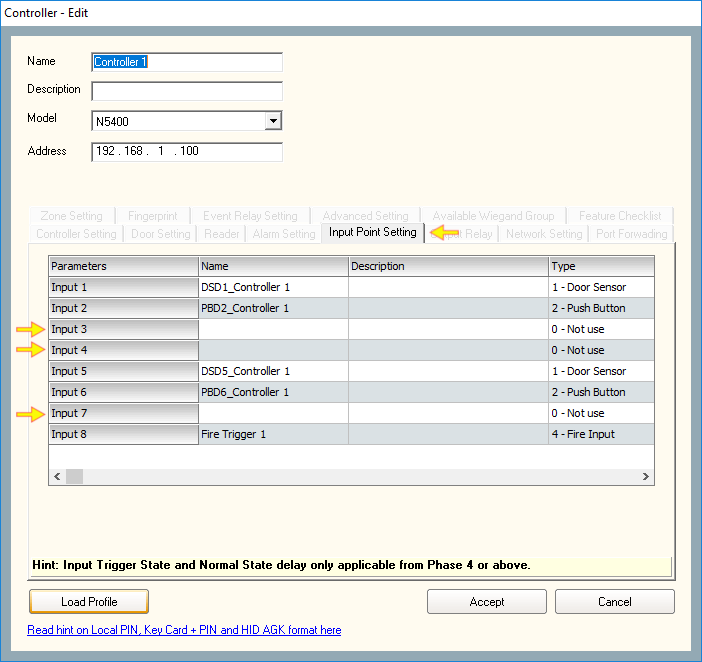 Controller - Edit
Name Controller 1
Description
Model N5400
Address 192 . 168 . 1 . 100
Zone Setting Fingerprint Event Relay Setting Advanced Setting Available Wiegand Group Feature Checklist
Controller Setting Door Setting Reader Alarm Setting Input Point Setting Relay Network Setting Port Forwading
Parameters Name Description Type
Input 1 DSD1_Controller 1 1 - Door Sensor
Input 2 PBD2_Controller 1 2 - Push Button
Input 3 0 - Not use
Input 4 0 - Not use
Input 5 DSD5_Controller 1 1 - Door Sensor
Input 6 PBD6_Controller 1 2 - Push Button
Input 7 0 - Not use
Input 8 Fire Trigger 1 4 - Fire Input
Hint: Input Trigger State and Normal State delay only applicable from Phase 4 or above.
Load Profile Accept Cancel
Read hint on Local PIN, Key Card + PIN and HID AGK format here